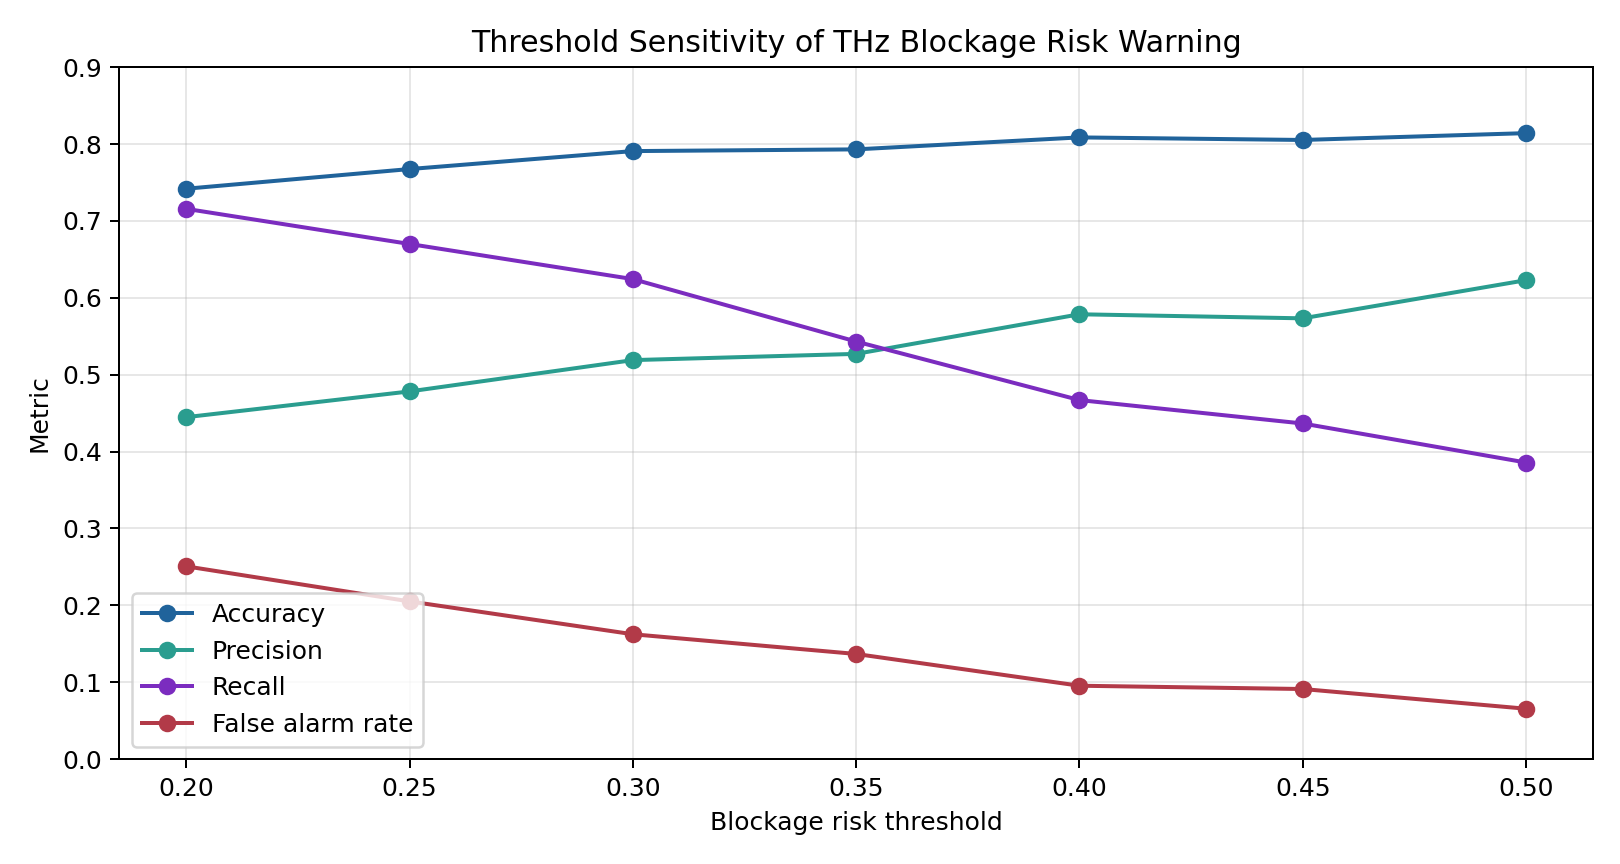 Threshold Sensitivity of THz Blockage Risk Warning
0.9
0.8
0.7
0.6
0.5
0.4
0.3
0.2
0.1
0.0
Metric
Accuracy
Precision
Recall
False alarm rate
0.20 0.25 0.30 0.35 0.40 0.45 0.50
Blockage risk threshold